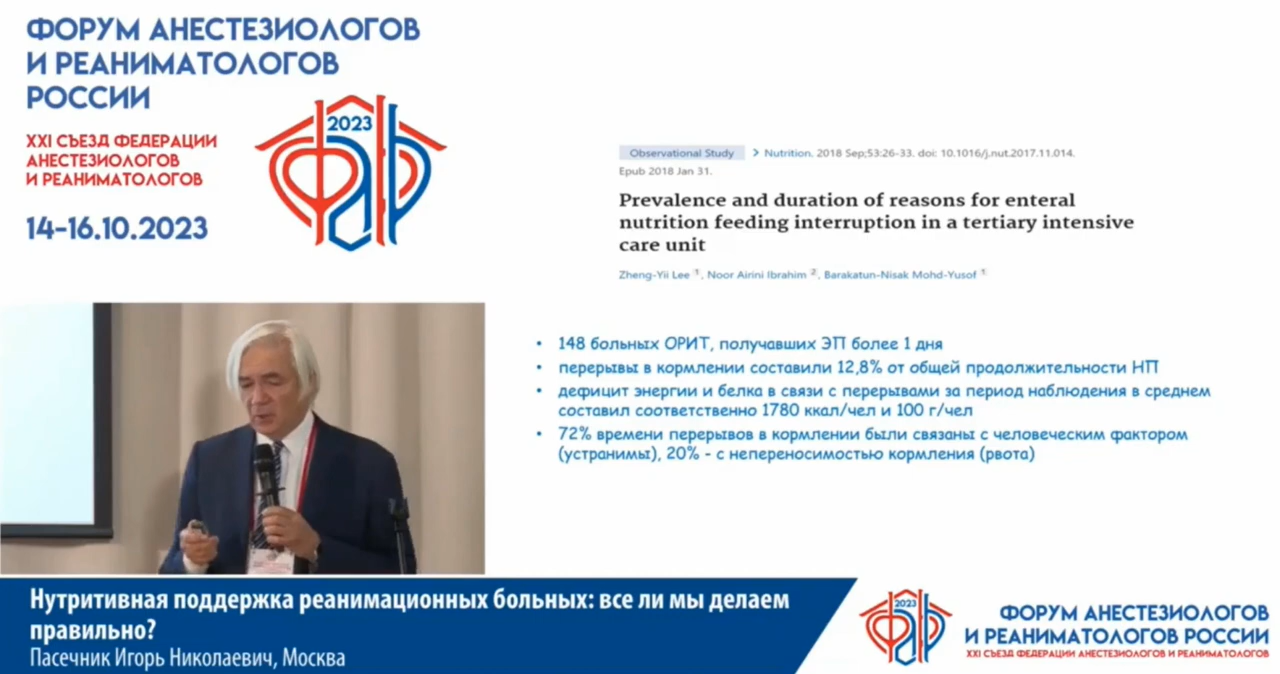 ФОРУМ АНЕСТЕЗИОЛОГОВ
И РЕАНИМАТОЛОГОВ
РОССИИ
XXI СЪЕЗД ФЕДЕРАЦИИ
АНЕСТЕЗИОЛОГОВ
И РЕАНИМАТОЛОГОВ
14-16.10.2023
2023
ФАР
Observational Study > Nutrition. 2018 Sep;53:26-33. doi: 10.1016/j.nut.2017.11.014.
Epub 2018 Jan 31.
Prevalence and duration of reasons for enteral
nutrition feeding interruption in a tertiary intensive
care unit
Zheng-Yii Lee 1, Noor Airini Ibrahim 2, Barakatun-Nisak Mohd-Yusof 1
• 148 больных ОРИТ, получавших ЭП более 1 дня
• перерывы в кормлении составили 12,8% от общей продолжительности НП
• дефицит энергии и белка в связи с перерывами за период наблюдения в среднем
составил соответственно 1780 ккал/чел и 100 г/чел
• 72% времени перерывов в кормлении были связаны с человеческим фактором
(устранимы), 20% - с непереносимостью кормления (рвота)
Нутритивная поддержка реанимационных больных: все ли мы делаем
правильно?
Пасечник Игорь Николаевич, Москва
2023
ФАР
ФОРУМ АНЕСТЕЗИОЛОГОВ
И РЕАНИМАТОЛОГОВ РОССИИ
XXI СЪЕЗД ФЕДЕРАЦИИ АНЕСТЕЗИОЛОГОВ И РЕАНИМАТОЛОГОВ